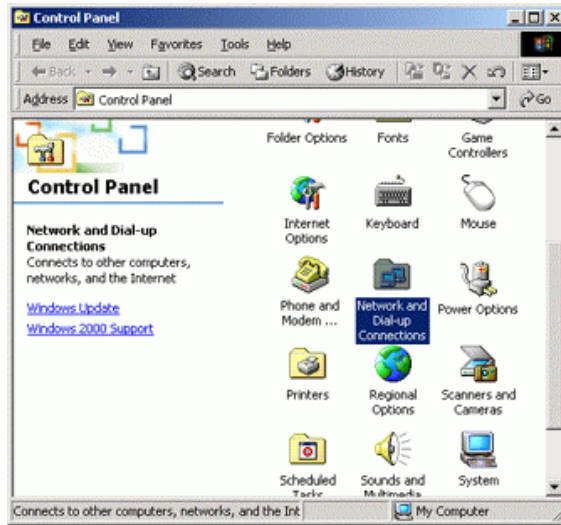 Control Panel
File Edit View Favorites Tools Help
Back Search Folders History
Address Control Panel Go
Control Panel
Network and Dial-up
Connections
Connects to other computers,
networks, and the Internet
Windows Update
Windows 2000 Support
Folder Options Fonts Game
Controllers
Internet
Options Keyboard Mouse
Phone and
Modem ... Network and
Dial-up
Connections Power Options
Printers Regional
Options Scanners and
Cameras
Scheduled
Tasks Sounds and
Multimedia System
Connects to other computers, networks, and the Int My Computer